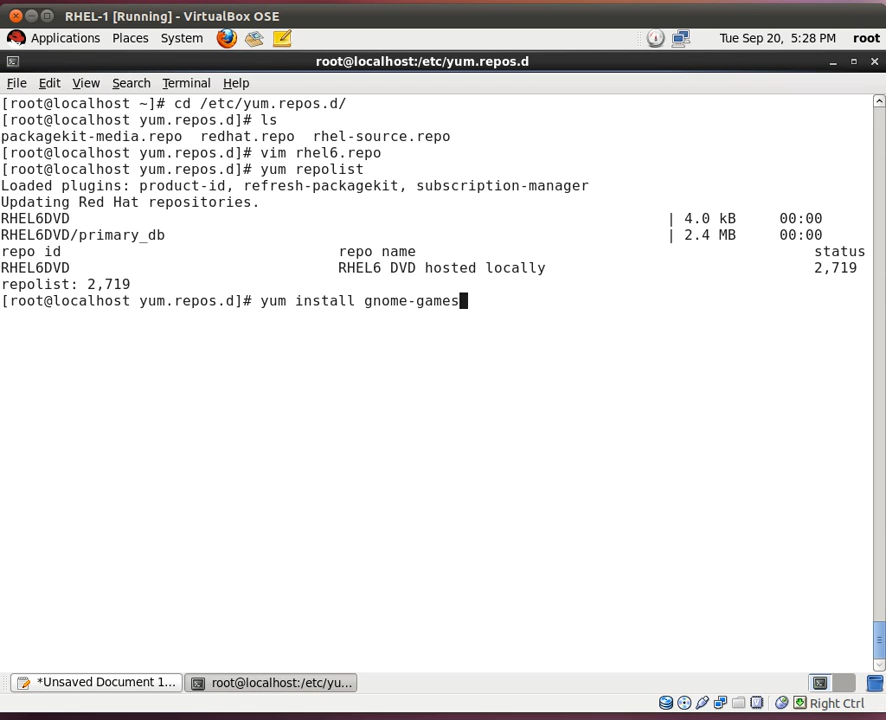 RHEL-1 [Running] - VirtualBox OSE
Applications Places System Tue Sep 20, 5:28 PM root
root@localhost:/etc/yum.repos.d
File Edit View Search Terminal Help
[root@localhost ~]# cd /etc/yum.repos.d/
[root@localhost yum.repos.d]# ls
packagekit-media.repo  redhat.repo  rhel-source.repo
[root@localhost yum.repos.d]# vim rhel6.repo
[root@localhost yum.repos.d]# yum repolist
Loaded plugins: product-id, refresh-packagekit, subscription-manager
Updating Red Hat repositories.
RHEL6DVD | 4.0 kB 00:00
RHEL6DVD/primary_db | 2.4 MB 00:00
repo id repo name status
RHEL6DVD RHEL6 DVD hosted locally 2,719
repolist: 2,719
[root@localhost yum.repos.d]# yum install gnome-games
*Unsaved Document 1... root@localhost:/etc/yu...
Right Ctrl